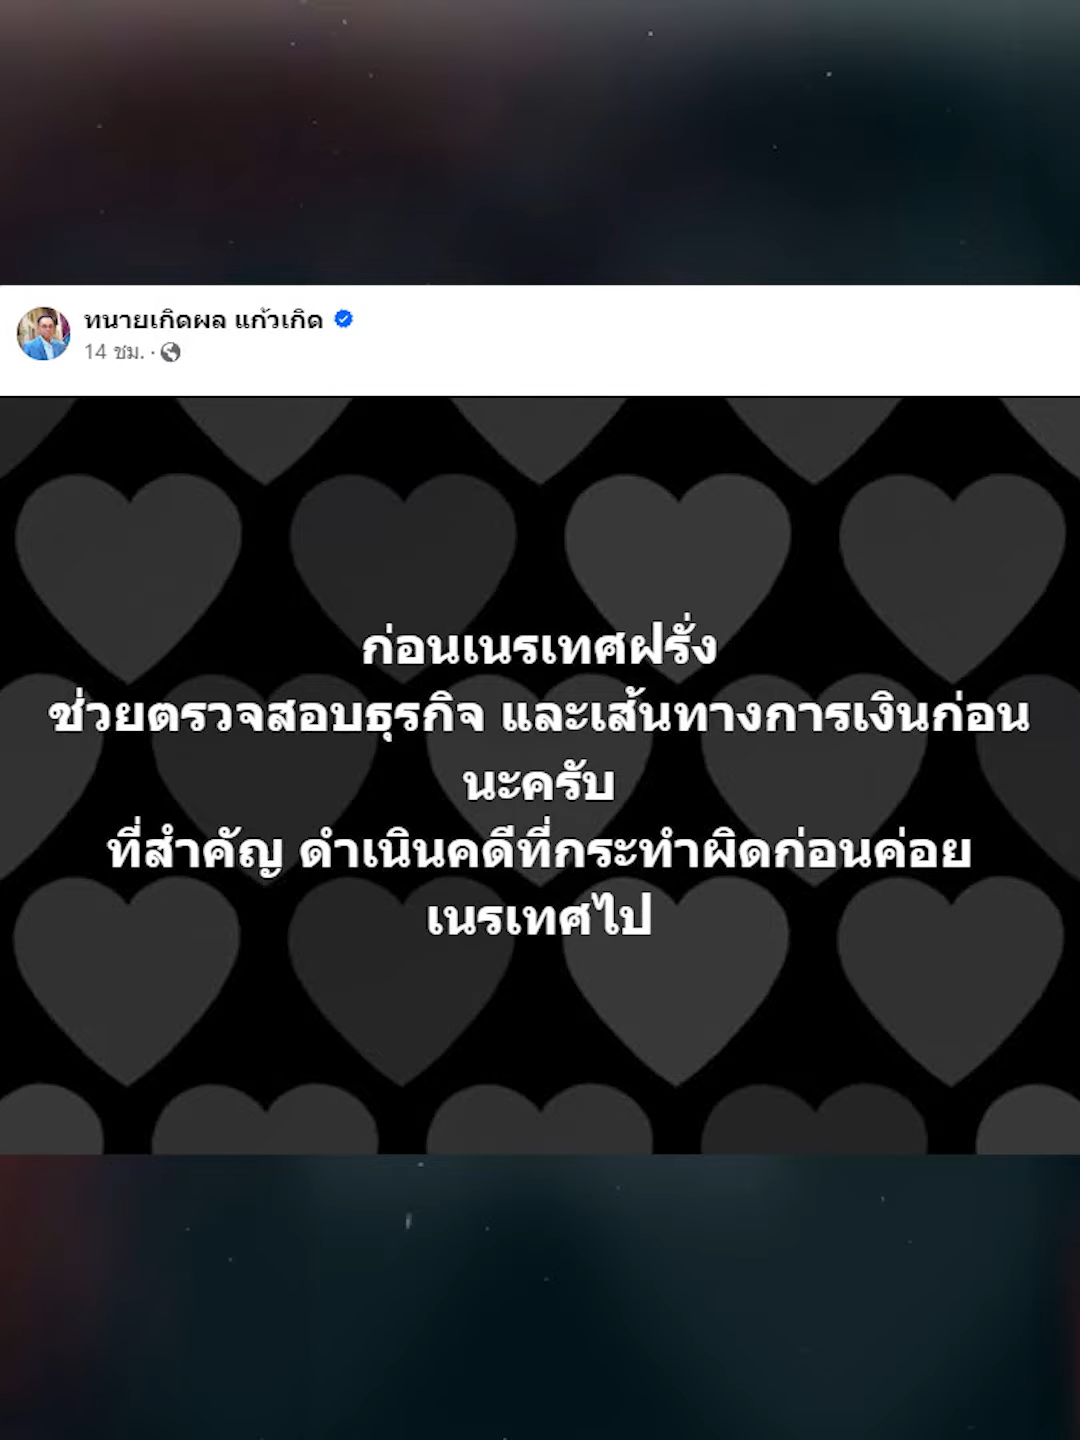 ทนายเกิดผล แก้วเกิด
14 ชม. ·
ก่อนเนรเทศฝรั่ง
ช่วยตรวจสอบธุรกิจ และเส้นทางการเงินก่อน
นะครับ
ที่สำคัญ ดำเนินคดีที่กระทำผิดก่อนค่อย
เนรเทศไป